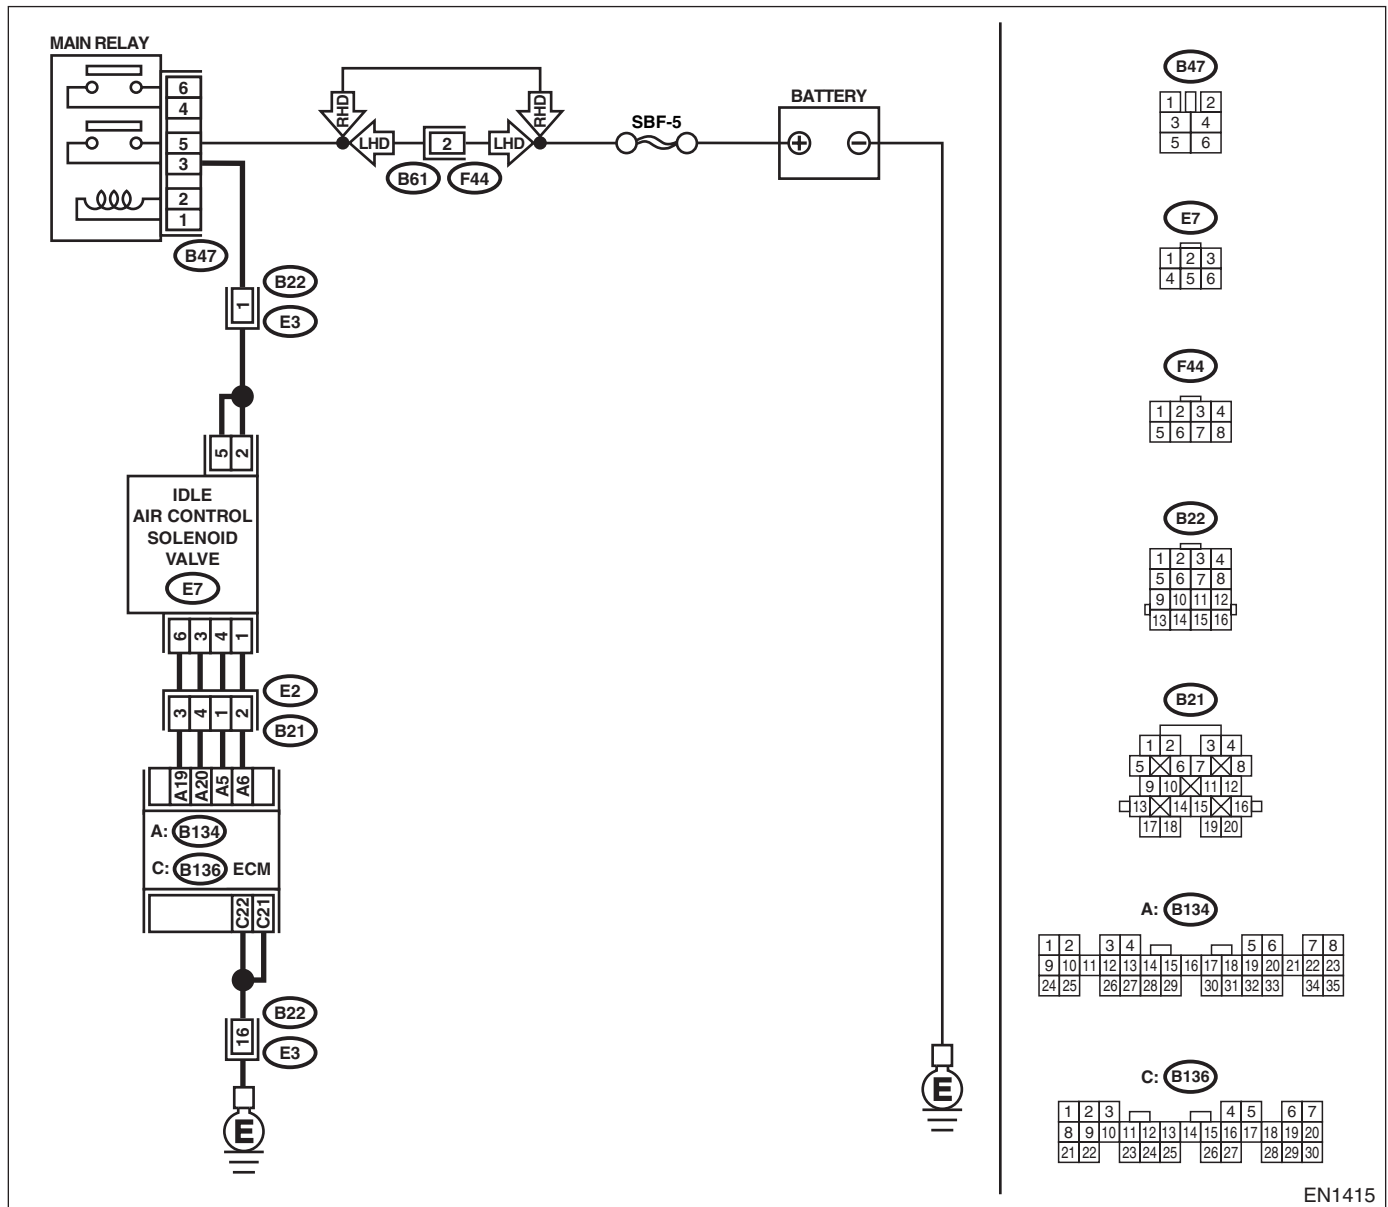 MAIN RELAY
6
4
5
3
2
1
B47
RHD
RHD
LHD
2
LHD
B61
F44
SBF-5
BATTERY
+
−
B22
1
E3
5 2
IDLE
AIR CONTROL
SOLENOID
VALVE
E7
6 3 4 1
E2
3 4 1 2
B21
A19 A20 A5 A6
A: B134
C: B136 ECM
C22 C21
B22
16
E3
E
E
B47
1 2
3 4
5 6
E7
1 2 3
4 5 6
F44
1 2 3 4
5 6 7 8
B22
1 2 3 4
5 6 7 8
9 10 11 12
13 14 15 16
B21
1 2 3 4
5 6 7 8
9 10 11 12
13 14 15 16
17 18 19 20
A: B134
1 2 3 4 5 6 7 8
9 10 11 12 13 14 15 16 17 18 19 20 21 22 23
24 25 26 27 28 29 30 31 32 33 34 35
C: B136
1 2 3 4 5 6 7
8 9 10 11 12 13 14 15 16 17 18 19 20
21 22 23 24 25 26 27 28 29 30
EN1415